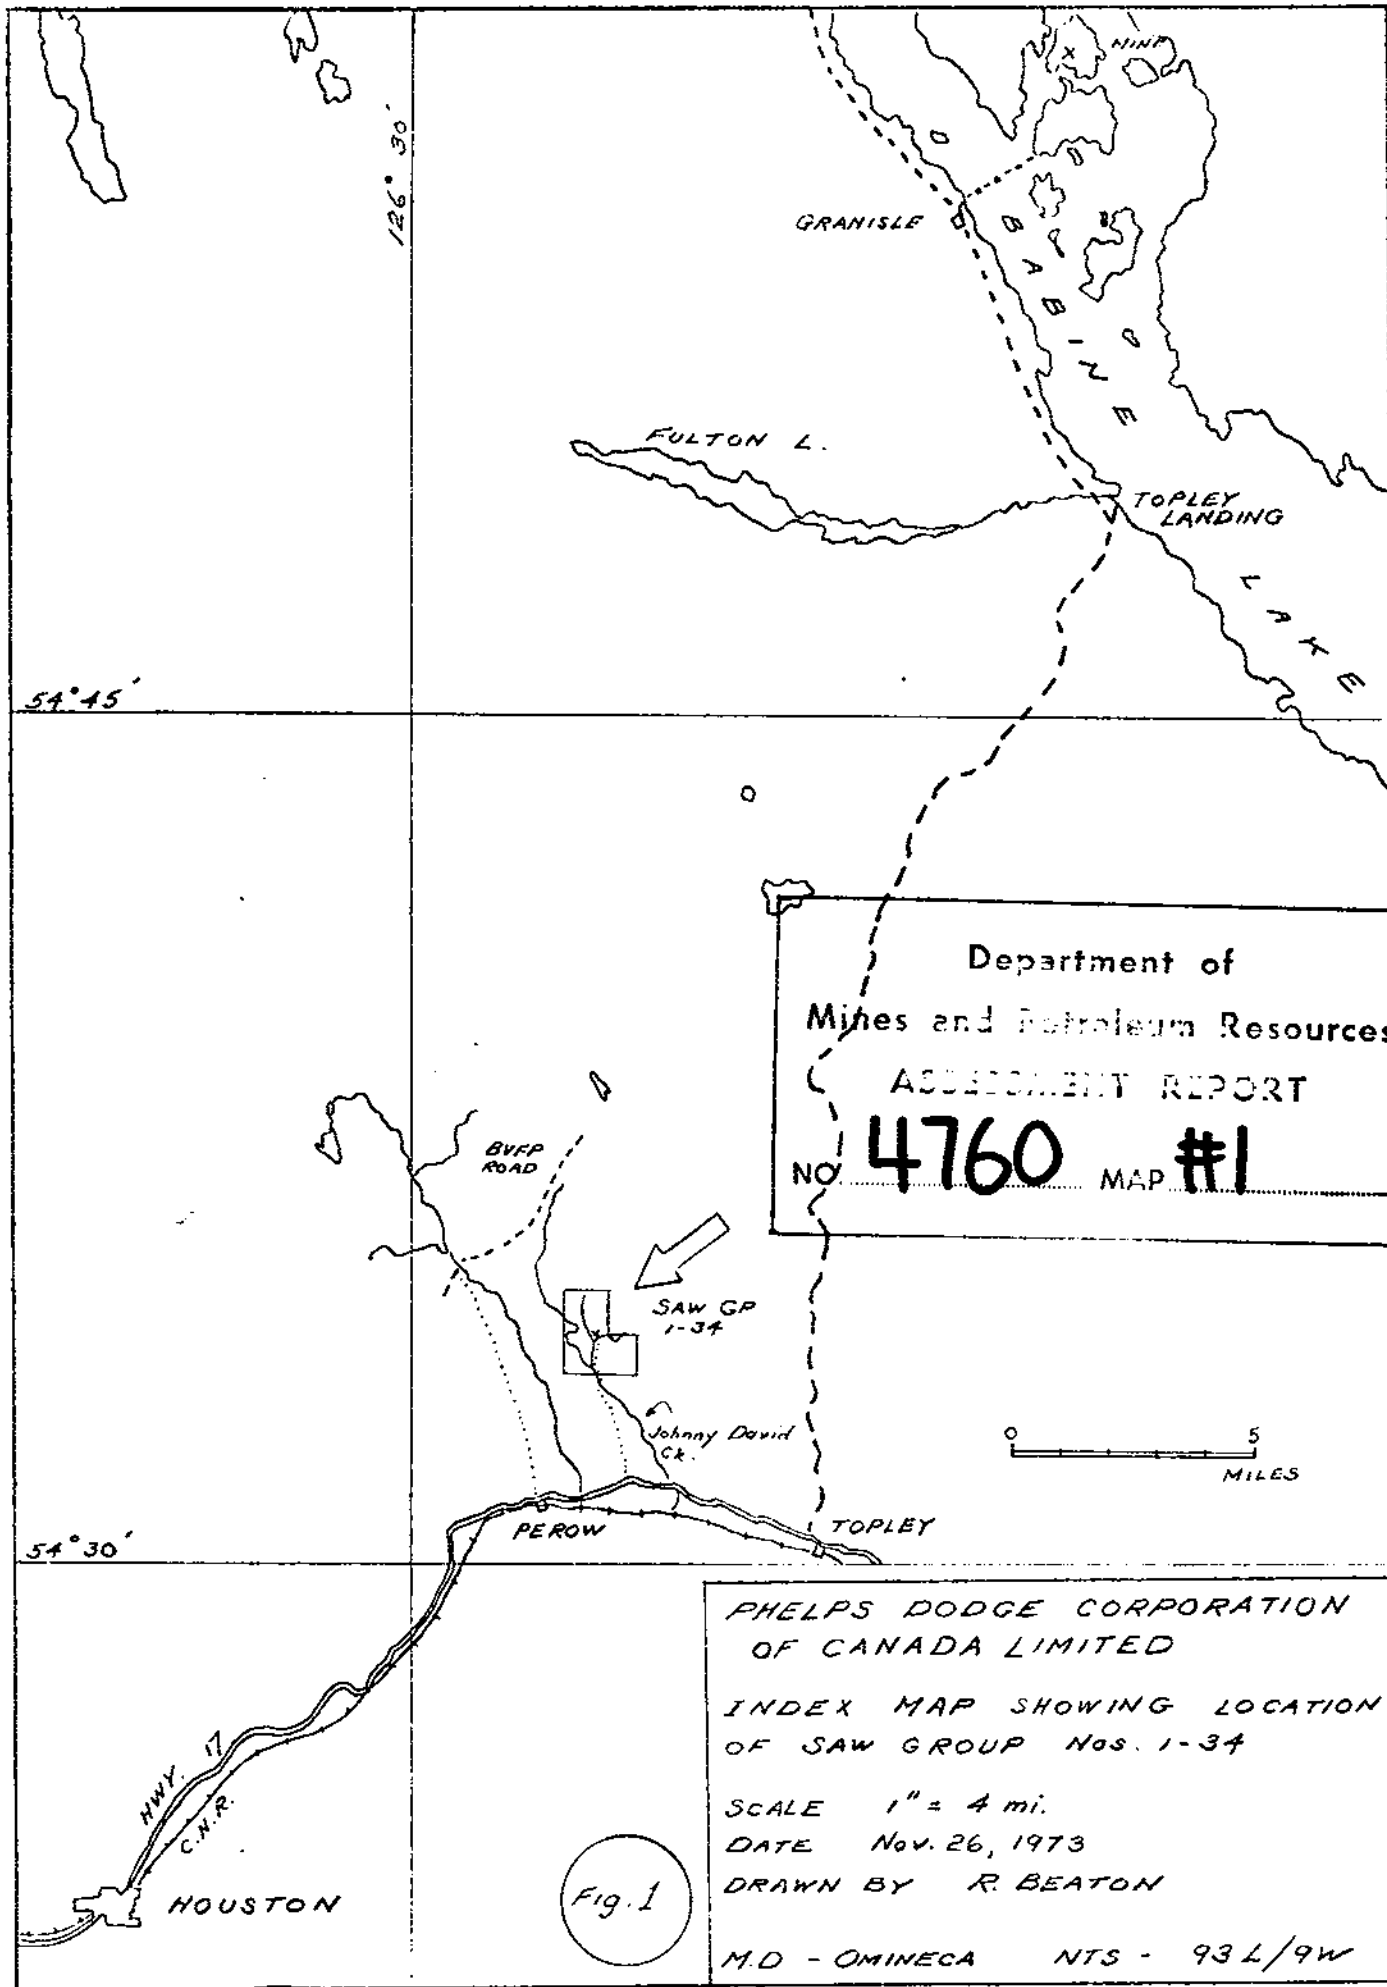 MINE
126° 30'
GRANISLE
BABINE
FULTON L.
TOPLEY
LANDING
LAKE
54°45'
Department of
Mines and Petroleum Resources
ASSESSMENT REPORT
NO 4760 MAP #1
BVFP
ROAD
SAW GP
1-34
Johnny David
Ck.
0 5
MILES
PEROW
TOPLEY
54°30'
HWY. 17
C.N.R.
HOUSTON
Fig. 1
PHELPS DODGE CORPORATION
OF CANADA LIMITED
INDEX MAP SHOWING LOCATION
OF SAW GROUP Nos. 1-34
SCALE 1" = 4 mi.
DATE Nov. 26, 1973
DRAWN BY R. BEATON
M.D - OMINECA NTS - 93 L/9W